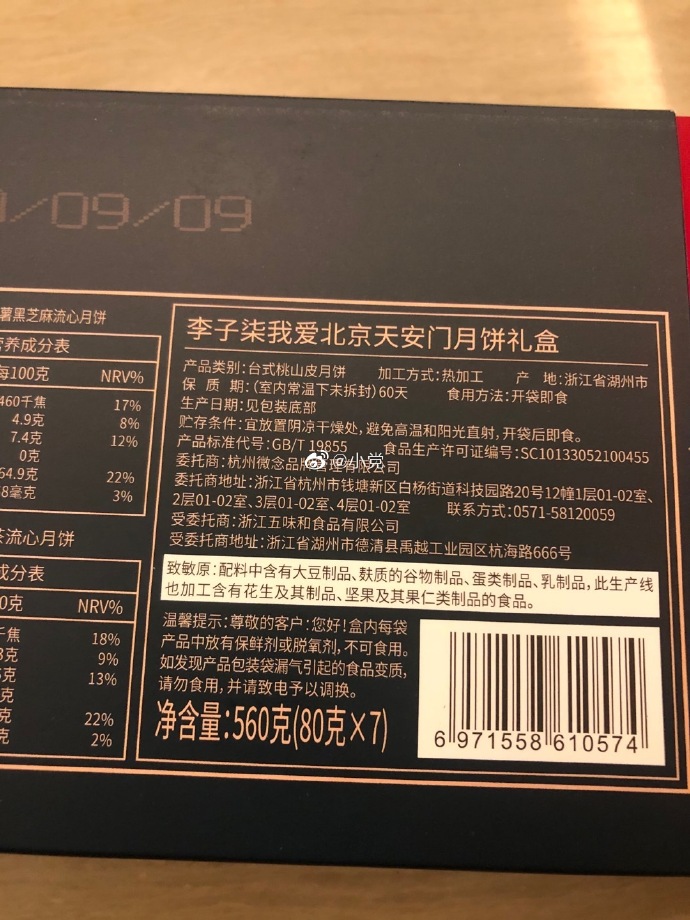 /09/09
薯黑芝麻流心月饼
营养成分表
每100克 NRV%
460千焦 17%
4.9克 8%
7.4克 12%
0克
64.9克 22%
8毫克 3%
流心月饼
成分表
0克 NRV%
千焦 18%
克 9%
克 13%
克
克 22%
克 2%
李子柒我爱北京天安门月饼礼盒
产品类别:台式桃山皮月饼 加工方式:热加工 产 地:浙江省湖州市
保 质 期:(室内常温下未拆封)60天 食用方法:开袋即食
生产日期:见包装底部
贮存条件:宜放置阴凉干燥处,避免高温和阳光直射,开袋后即食。
产品标准代号:GB/T 19855 食品生产许可证编号:SC10133052100455
委托商:杭州微念品牌管理有限公司
委托商地址:浙江省杭州市钱塘新区白杨街道科技园路20号12幢1层01-02室、
2层01-02室、3层01-02室、4层01-02室 联系方式:0571-58120059
受委托商:浙江五味和食品有限公司
受委托商地址:浙江省湖州市德清县禹越工业园区杭海路666号
致敏原:配料中含有大豆制品、麸质的谷物制品、蛋类制品、乳制品,此生产线
也加工含有花生及其制品、坚果及其果仁类制品的食品。
温馨提示:尊敬的客户:您好!盒内每袋
产品中放有保鲜剂或脱氧剂,不可食用。
如发现产品包装袋漏气引起的食品变质,
请勿食用,并请致电予以调换。
净含量:560克(80克×7)
6 971558 610574
@小党